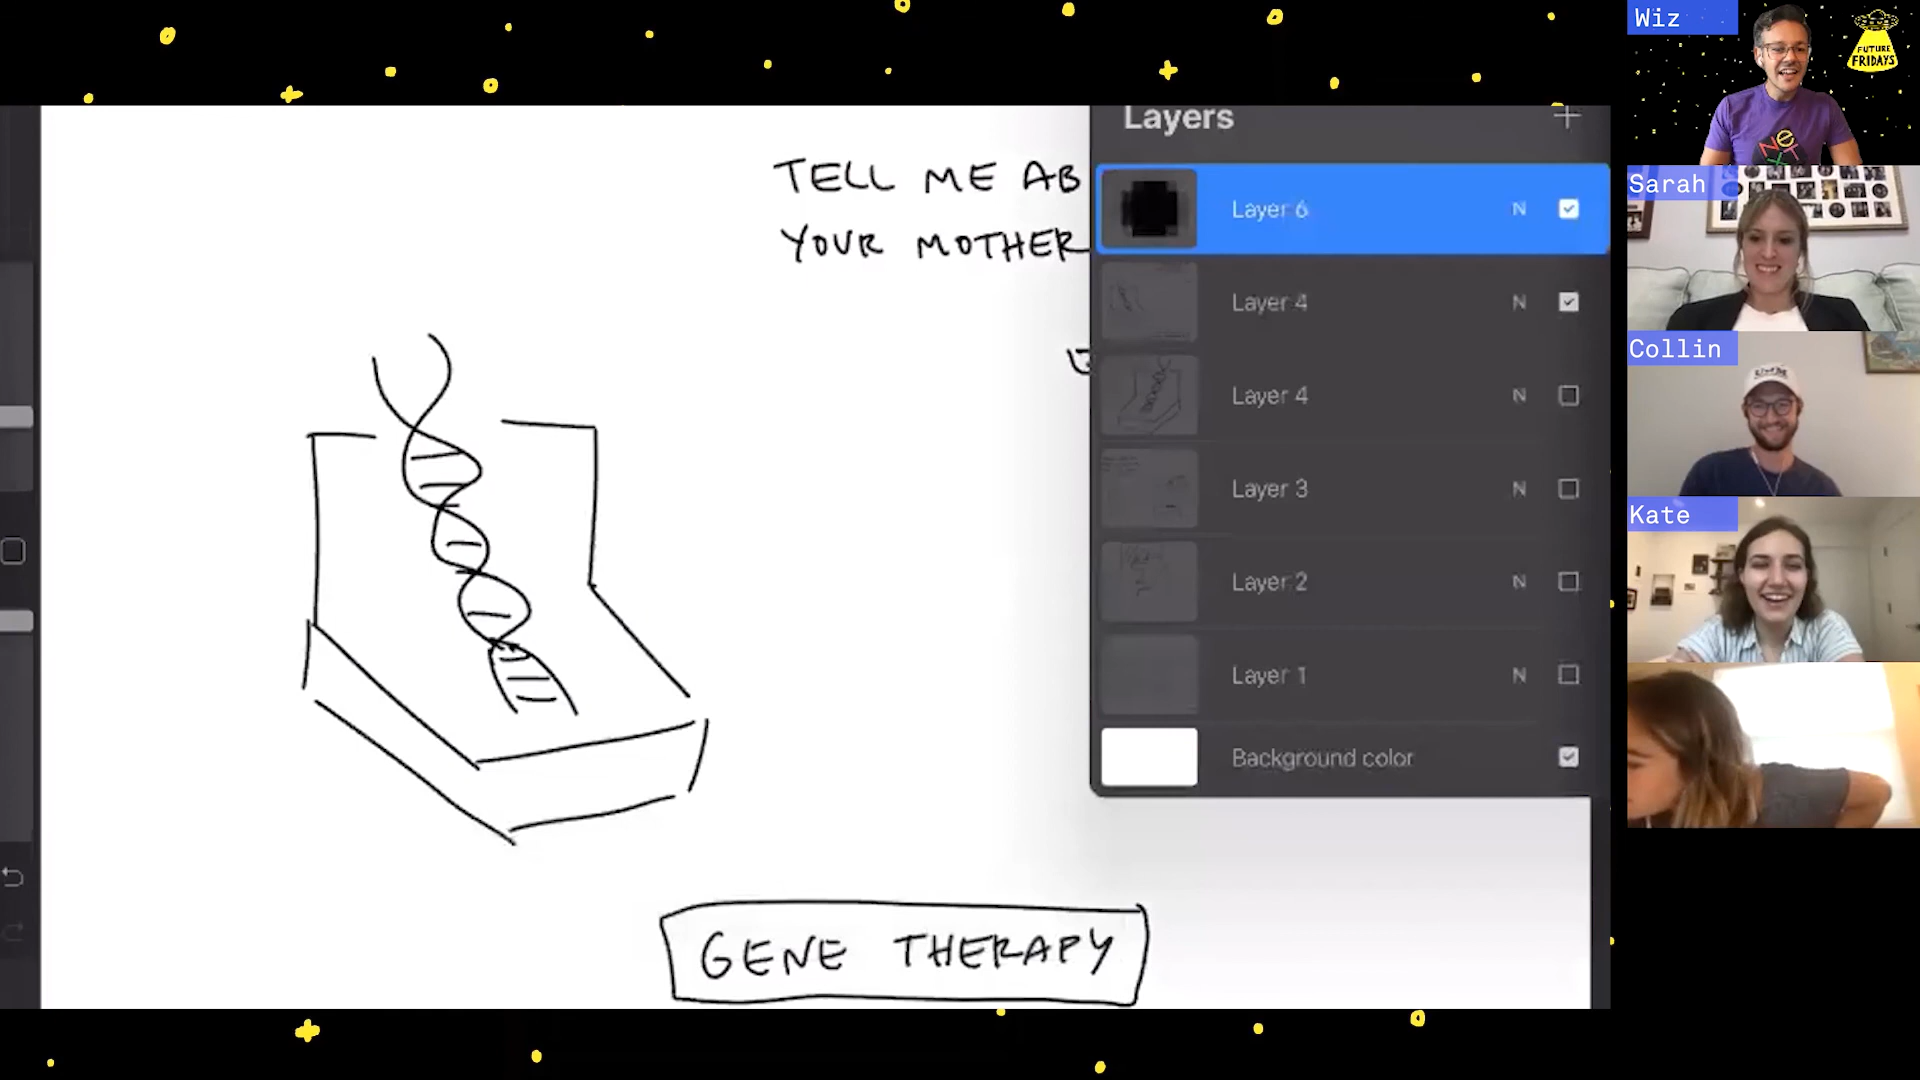 Wiz
FUTURE
FRIDAYS
NEXT
Sarah
Collin
Kate
TELL ME AB
YOUR MOTHER
Layers
Layer 6 N
Layer 4 N
Layer 4 N
Layer 3 N
Layer 2 N
Layer 1 N
Background color
GENE THERAPY